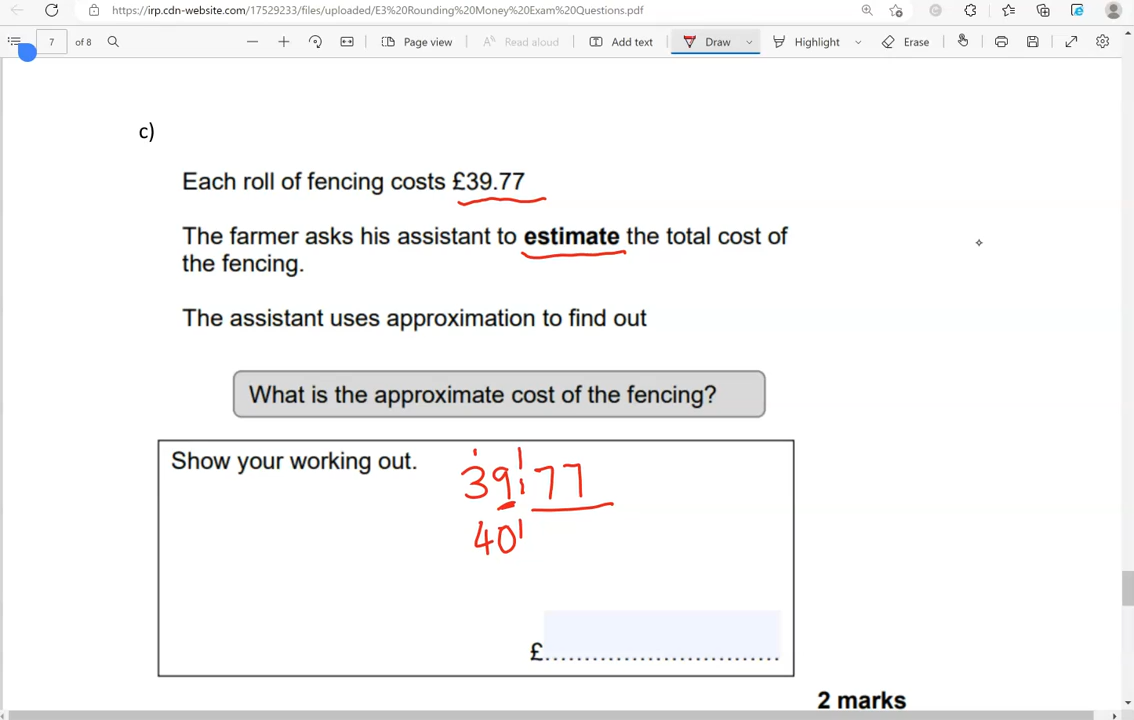 https://irp.cdn-website.com/17529233/files/uploaded/E3%20Rounding%20Money%20Exam%20Questions.pdf
7 of 8 Page view Read aloud Add text Draw Highlight Erase
c)
Each roll of fencing costs £39.77
The farmer asks his assistant to estimate the total cost of
the fencing.
The assistant uses approximation to find out
What is the approximate cost of the fencing?
Show your working out.
39.77
40
£..............................
2 marks